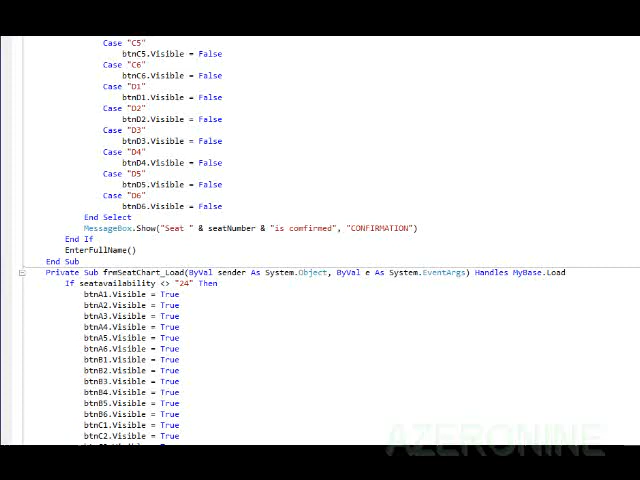 Case "C5"
btnC5.Visible = False
Case "C6"
btnC6.Visible = False
Case "D1"
btnD1.Visible = False
Case "D2"
btnD2.Visible = False
Case "D3"
btnD3.Visible = False
Case "D4"
btnD4.Visible = False
Case "D5"
btnD5.Visible = False
Case "D6"
btnD6.Visible = False
End Select
MessageBox.Show("Seat " & seatNumber & "is comfirmed", "CONFIRMATION")
End If
EnterFullName()
End Sub
Private Sub frmSeatChart_Load(ByVal sender As System.Object, ByVal e As System.EventArgs) Handles MyBase.Load
If seatavailability <> "24" Then
btnA1.Visible = True
btnA2.Visible = True
btnA3.Visible = True
btnA4.Visible = True
btnA5.Visible = True
btnA6.Visible = True
btnB1.Visible = True
btnB2.Visible = True
btnB3.Visible = True
btnB4.Visible = True
btnB5.Visible = True
btnB6.Visible = True
btnC1.Visible = True
btnC2.Visible = True
AZERONINE